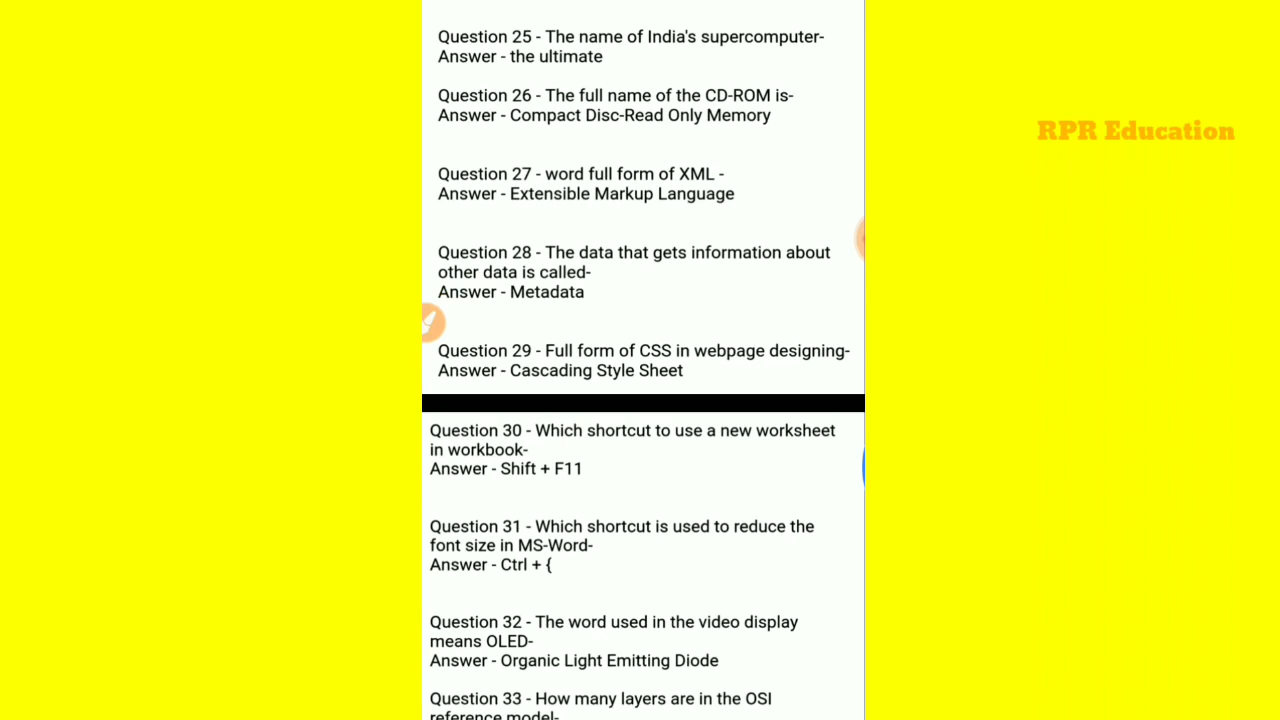 Question 25 - The name of India's supercomputer-
Answer - the ultimate
Question 26 - The full name of the CD-ROM is-
Answer - Compact Disc-Read Only Memory
RPR Education
Question 27 - word full form of XML -
Answer - Extensible Markup Language
Question 28 - The data that gets information about
other data is called-
Answer - Metadata
Question 29 - Full form of CSS in webpage designing-
Answer - Cascading Style Sheet
Question 30 - Which shortcut to use a new worksheet
in workbook-
Answer - Shift + F11
Question 31 - Which shortcut is used to reduce the
font size in MS-Word-
Answer - Ctrl + {
Question 32 - The word used in the video display
means OLED-
Answer - Organic Light Emitting Diode
Question 33 - How many layers are in the OSI
reference model-